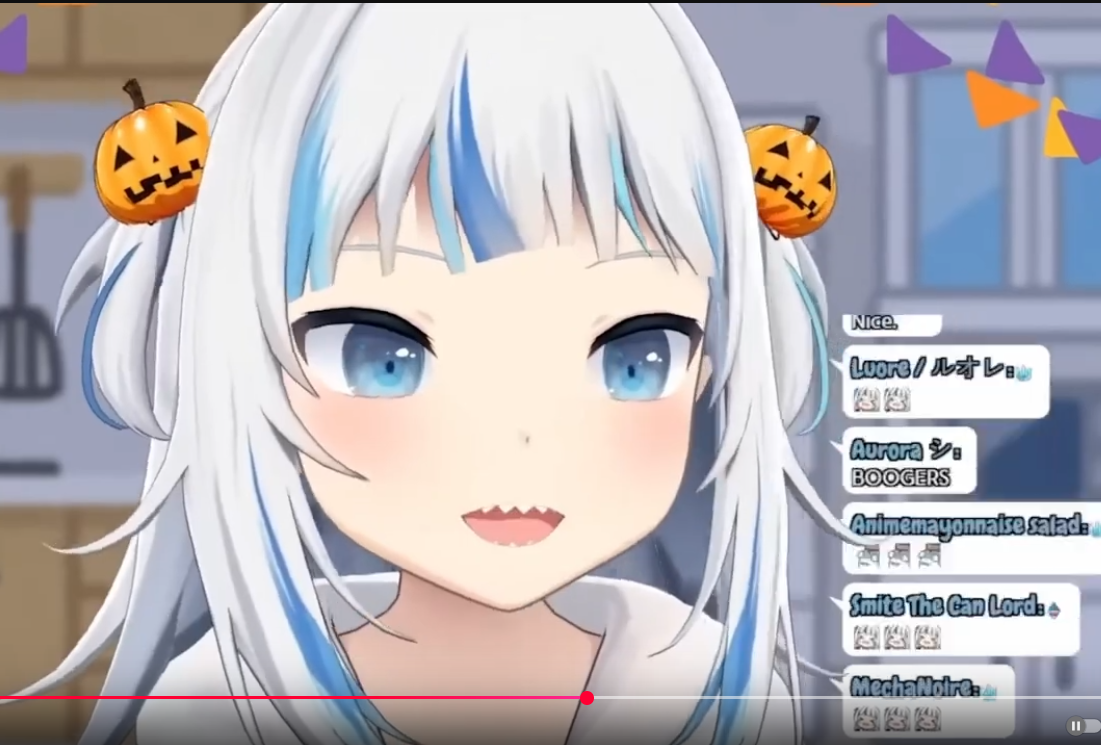 Nice.
Luore / ルオレ:
Aurora シ:
BOOGERS
Animemayonnaise salad:
Smite The Can Lord:
MechaNoire: